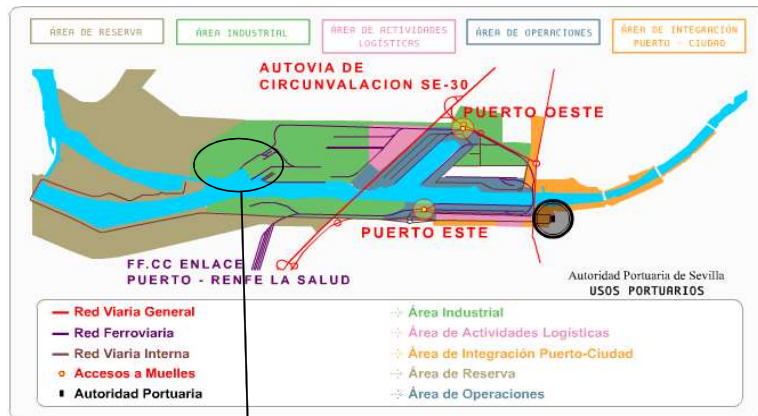 ÁREA DE RESERVA
ÁREA INDUSTRIAL
ÁREA DE ACTIVIDADES
LOGÍSTICAS
ÁREA DE OPERACIONES
ÁREA DE INTEGRACIÓN
PUERTO - CIUDAD
AUTOVIA DE
CIRCUNVALACION SE-30
PUERTO OESTE
PUERTO ESTE
FF.CC ENLACE
PUERTO - RENFE LA SALUD
Autoridad Portuaria de Sevilla
USOS PORTUARIOS
Red Viaria General
Red Ferroviaria
Red Viaria Interna
Accesos a Muelles
Autoridad Portuaria
Área Industrial
Área de Actividades Logísticas
Área de Integración Puerto-Ciudad
Área de Reserva
Área de Operaciones